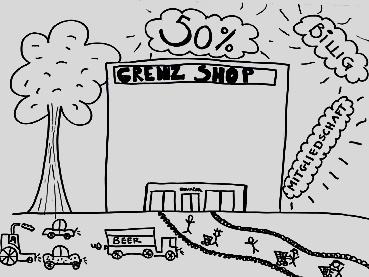 50%
BILLIG
GRENZ SHOP
MITGLIEDSCHAFT
BEER